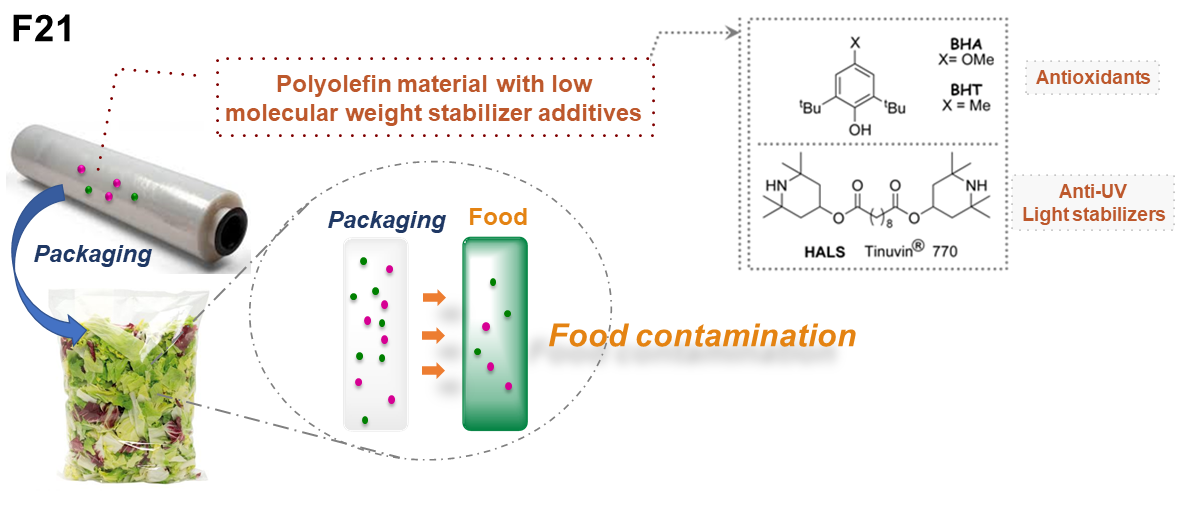 F21
Polyolefin material with low
molecular weight stabilizer additives
X
BHA
X= OMe
BHT
X = Me
ᵗBu
ᵗBu
OH
Antioxidants
HN
NH
O
O
O
O
8
HALS Tinuvin® 770
Anti-UV
Light stabilizers
Packaging
Packaging
Food
Food contamination